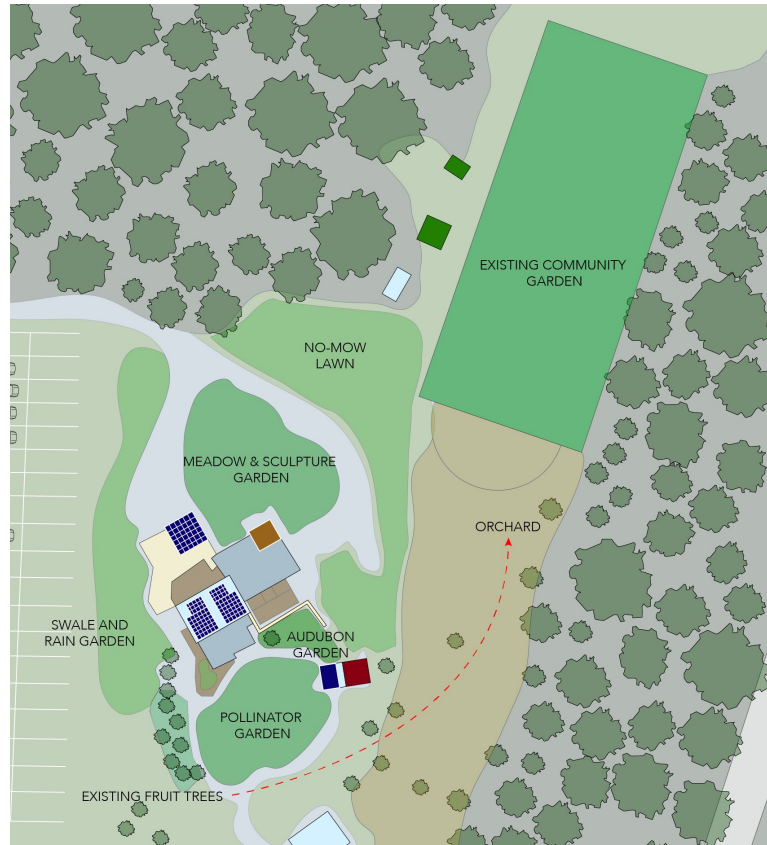 EXISTING COMMUNITY
GARDEN
NO-MOW
LAWN
MEADOW & SCULPTURE
GARDEN
ORCHARD
SWALE AND
RAIN GARDEN
AUDUBON
GARDEN
POLLINATOR
GARDEN
EXISTING FRUIT TREES